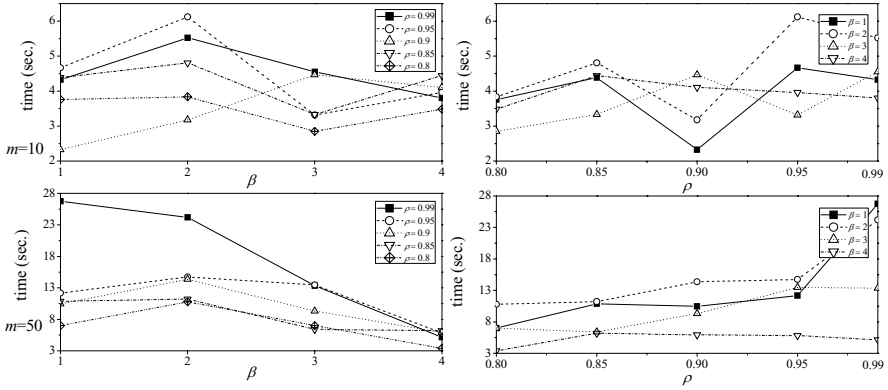 time (sec.)
6
5
4
3
2
1
2
3
4
β
m=10
ρ = 0.99
ρ = 0.95
ρ = 0.9
ρ = 0.85
ρ = 0.8
time (sec.)
6
5
4
3
2
0.80
0.85
0.90
0.95
0.99
ρ
β = 1
β = 2
β = 3
β = 4
time (sec.)
28
23
18
13
8
3
1
2
3
4
β
m=50
ρ = 0.99
ρ = 0.95
ρ = 0.9
ρ = 0.85
ρ = 0.8
time (sec.)
28
23
18
13
8
3
0.80
0.85
0.90
0.95
0.99
ρ
β = 1
β = 2
β = 3
β = 4